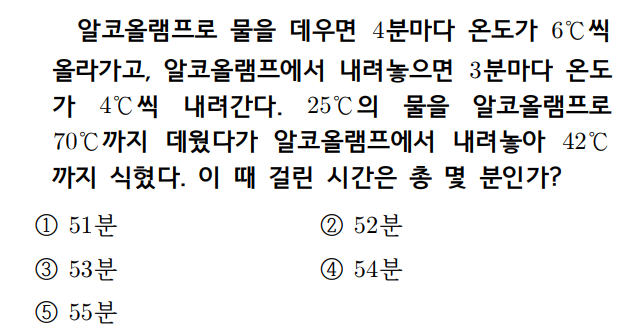 알코올램프로 물을 데우면 4분마다 온도가 6℃씩
올라가고, 알코올램프에서 내려놓으면 3분마다 온도
가 4℃씩 내려간다. 25℃의 물을 알코올램프로
70℃까지 데웠다가 알코올램프에서 내려놓아 42℃
까지 식혔다. 이 때 걸린 시간은 총 몇 분인가?
① 51분 ② 52분
③ 53분 ④ 54분
⑤ 55분